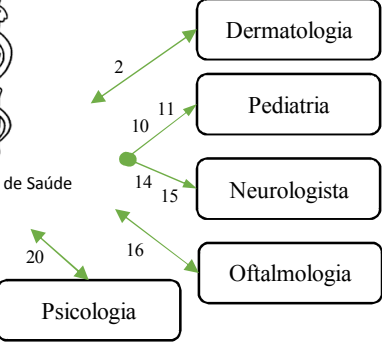 Dermatologia
2
11
Pediatria
10
de Saúde
14
15
Neurologista
16
Oftalmologia
20
Psicologia